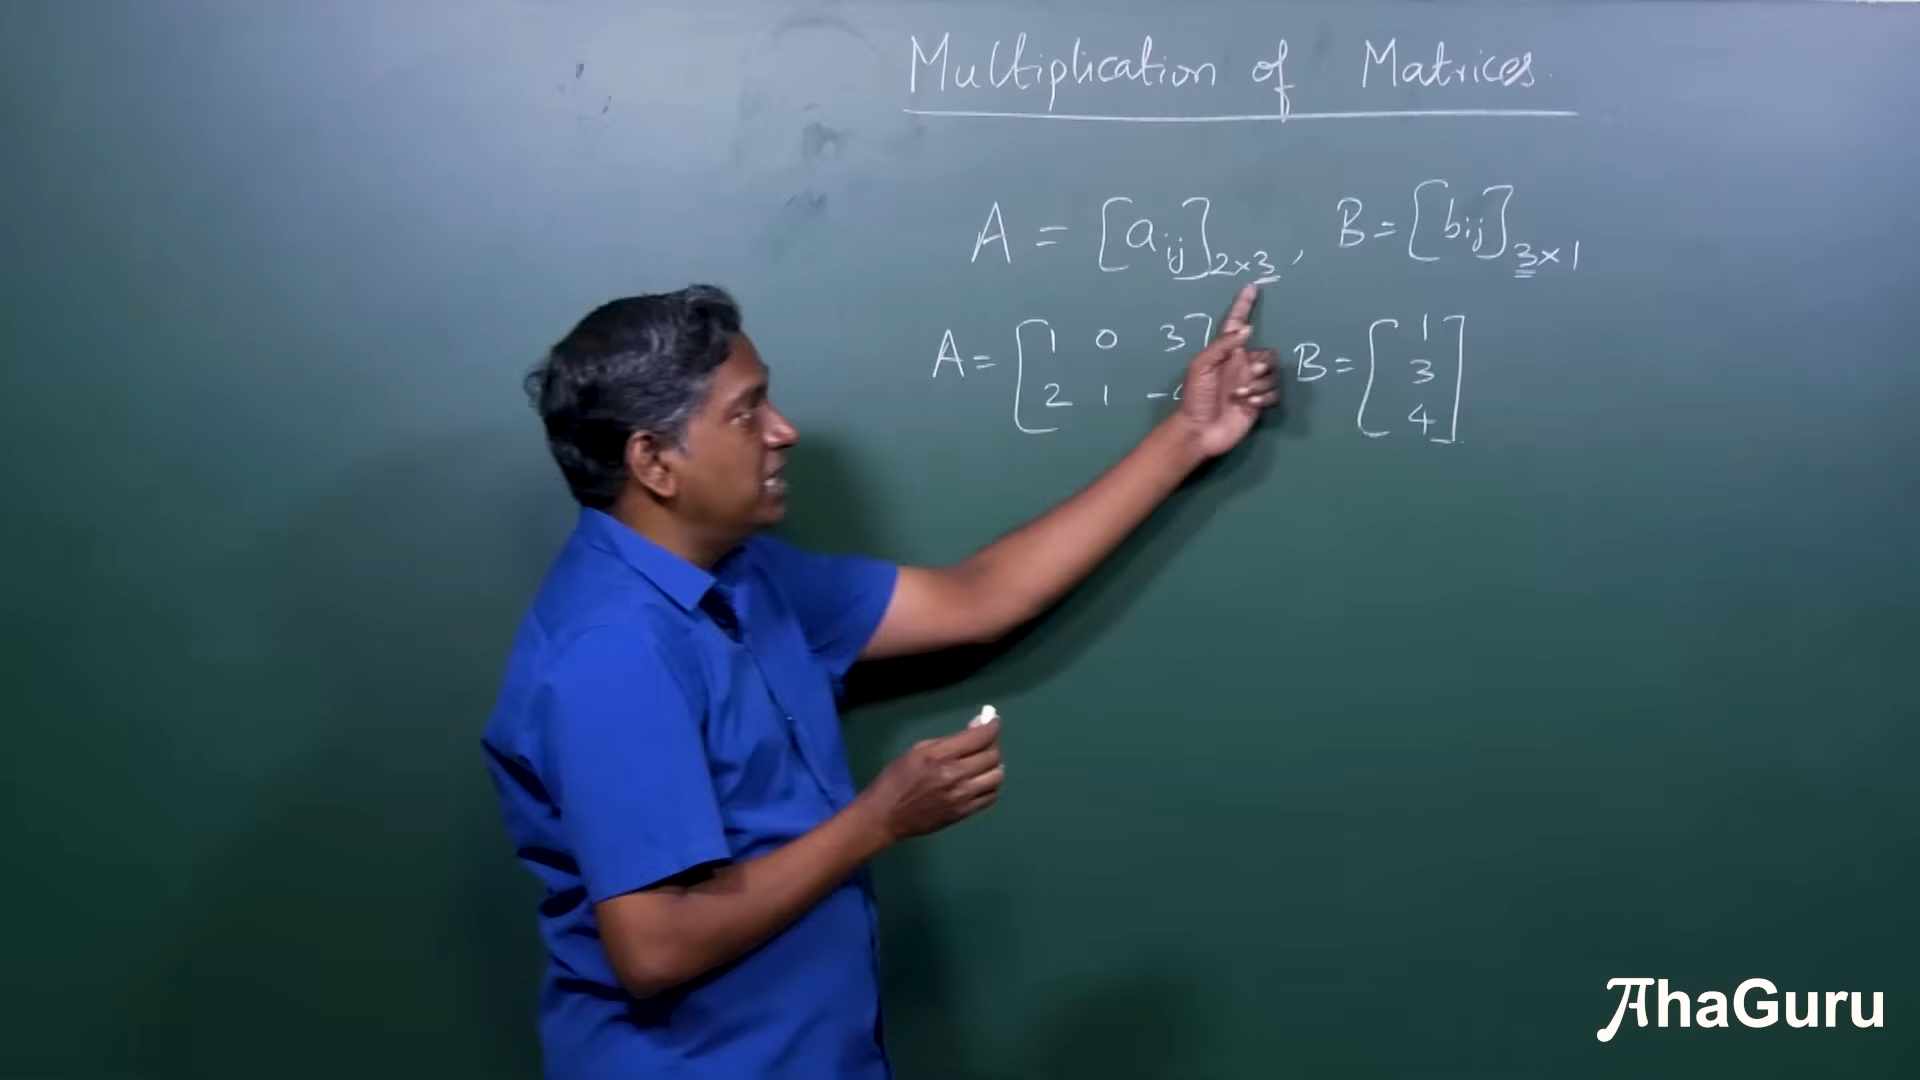 Multiplication of Matrices
A = [aij]2×3, B = [bij]3×1
A = [1 0 3] B = [1]
[2 1 - [3]
[4]
AhaGuru